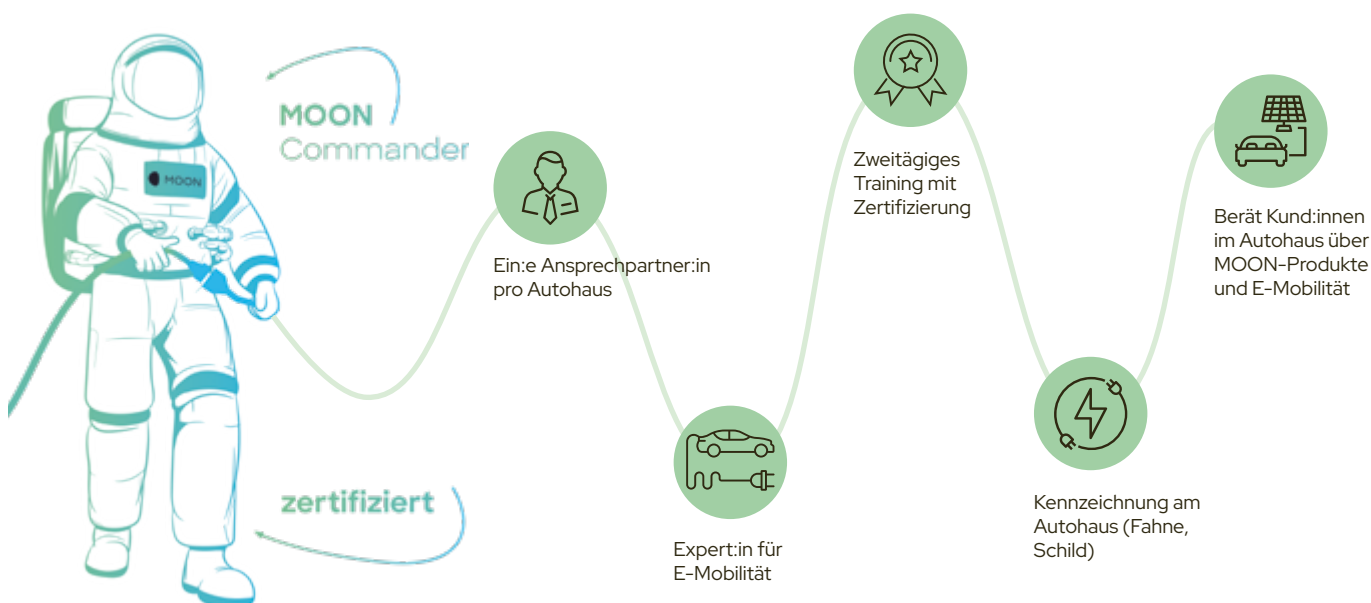 MOON
Commander
MOON
zertifiziert
Ein:e Ansprechpartner:in
pro Autohaus
Expert:in für
E-Mobilität
Zweitägiges
Training mit
Zertifizierung
Kennzeichnung am
Autohaus (Fahne,
Schild)
Berät Kund:innen
im Autohaus über
MOON-Produkte
und E-Mobilität